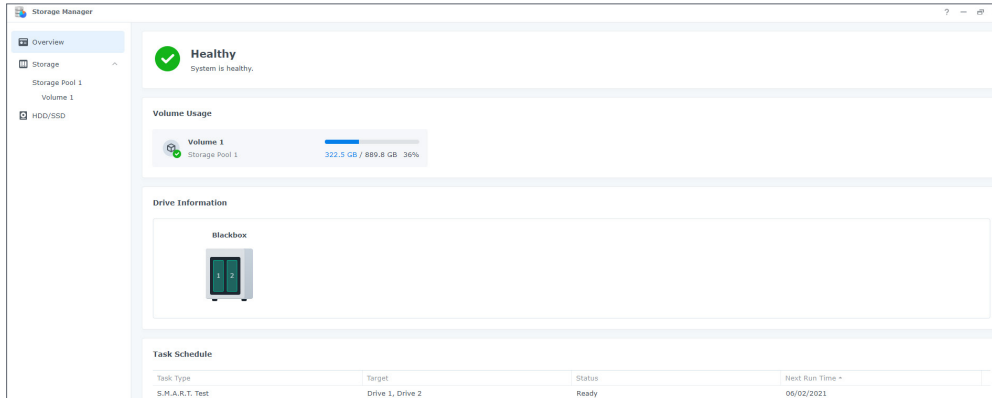 Storage Manager
?
Overview
Storage
Storage Pool 1
Volume 1
HDD/SSD
Healthy
System is healthy.
Volume Usage
Volume 1
Storage Pool 1
322.5 GB / 889.8 GB 36%
Drive Information
Blackbox
1 2
Task Schedule
Task Type Target Status Next Run Time
S.M.A.R.T. Test Drive 1, Drive 2 Ready 06/02/2021